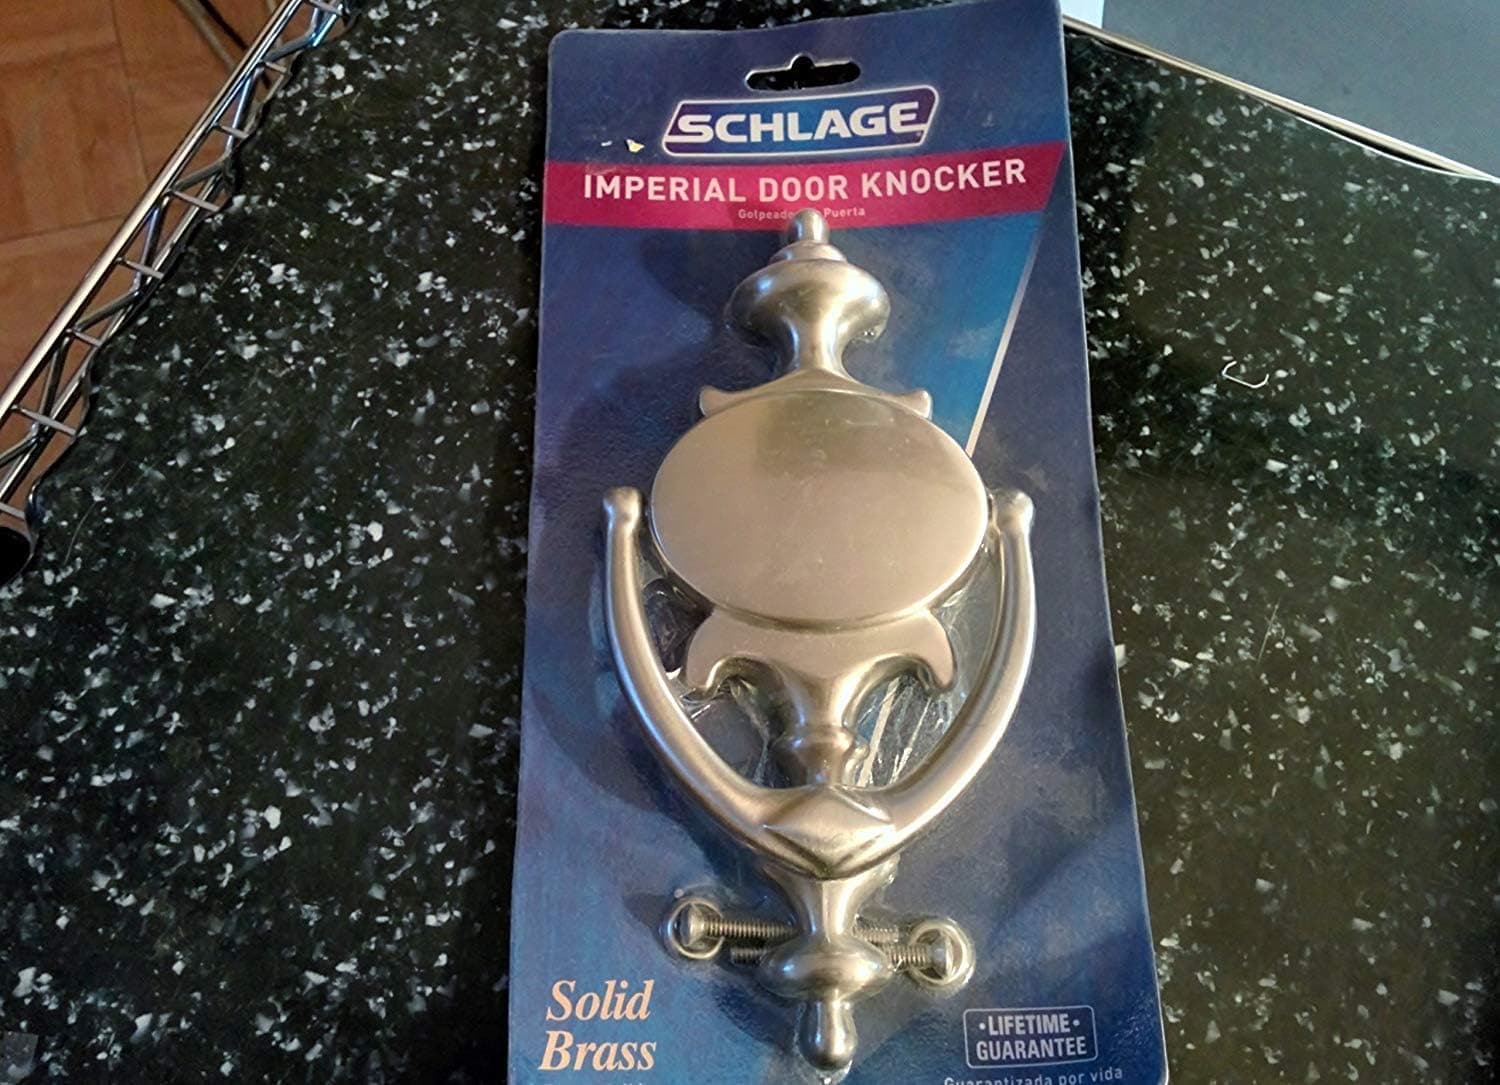 SCHLAGE
IMPERIAL DOOR KNOCKER
Puerta
Solid
Brass
LIFETIME
GUARANTEE
Guarantizada por vida